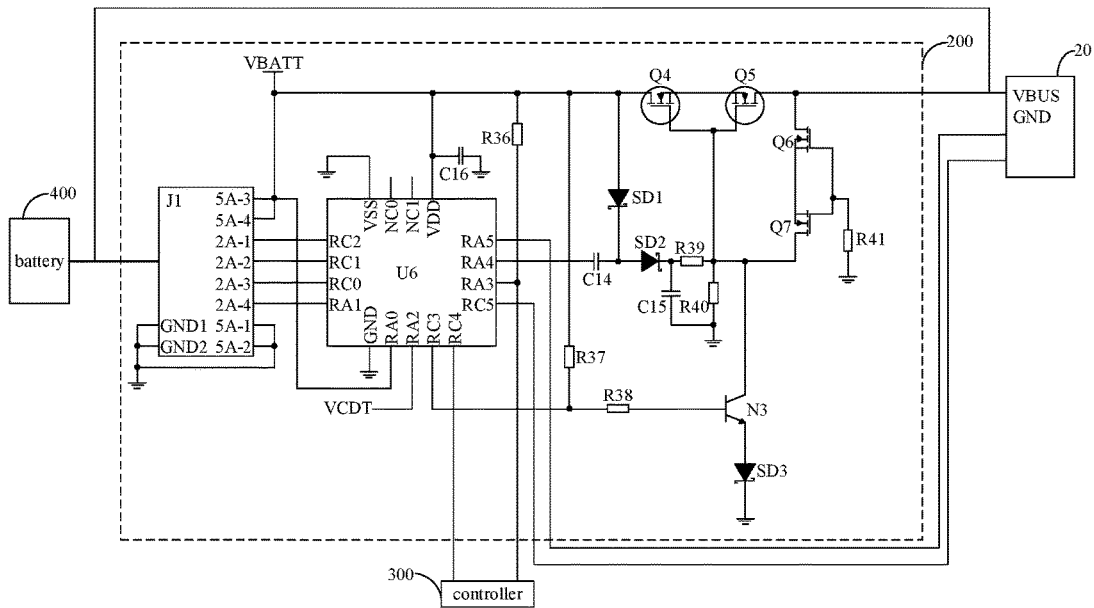 200
20
VBATT
Q4
Q5
VBUS
GND
R36
Q6
C16
400
J1
5A-3
VSS
NC0
NC1
VDD
SD1
5A-4
Q7
2A-1
RC2
RA5
SD2
R39
R41
battery
2A-2
RC1
U6
RA4
2A-3
RC0
RA3
C14
2A-4
RA1
RC5
C15
R40
GND1
5A-1
GND
RA0
RA2
RC3
RC4
GND2
5A-2
R37
R38
VCDT
N3
SD3
300
controller